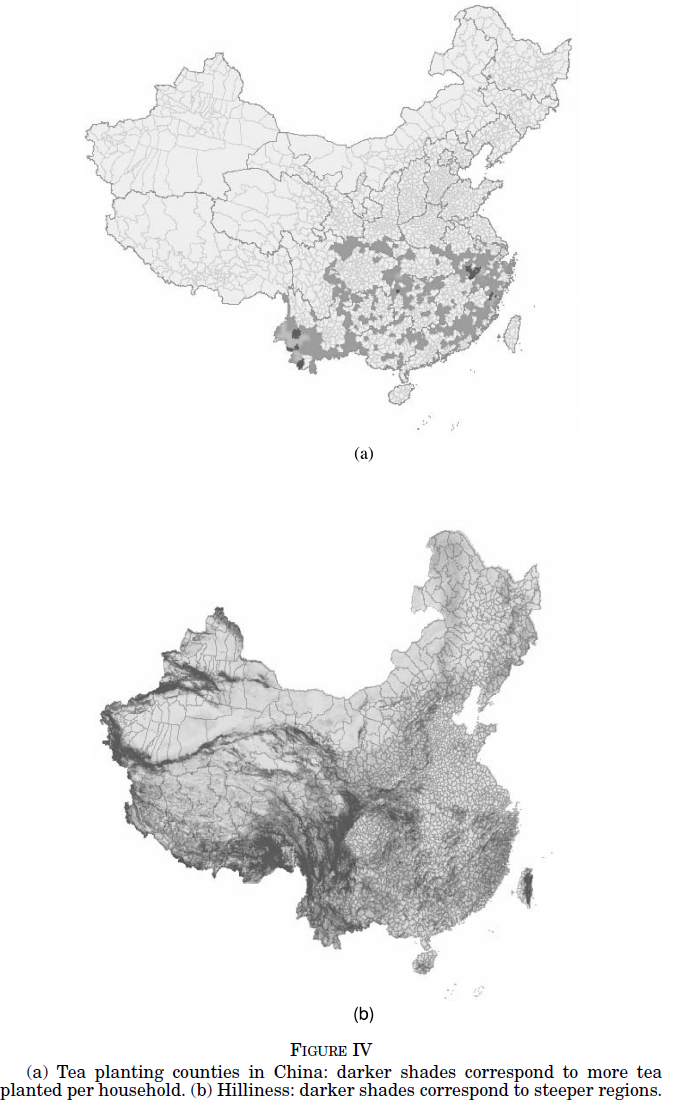 (a)
(b)
FIGURE IV
(a) Tea planting counties in China: darker shades correspond to more tea
planted per household. (b) Hilliness: darker shades correspond to steeper regions.